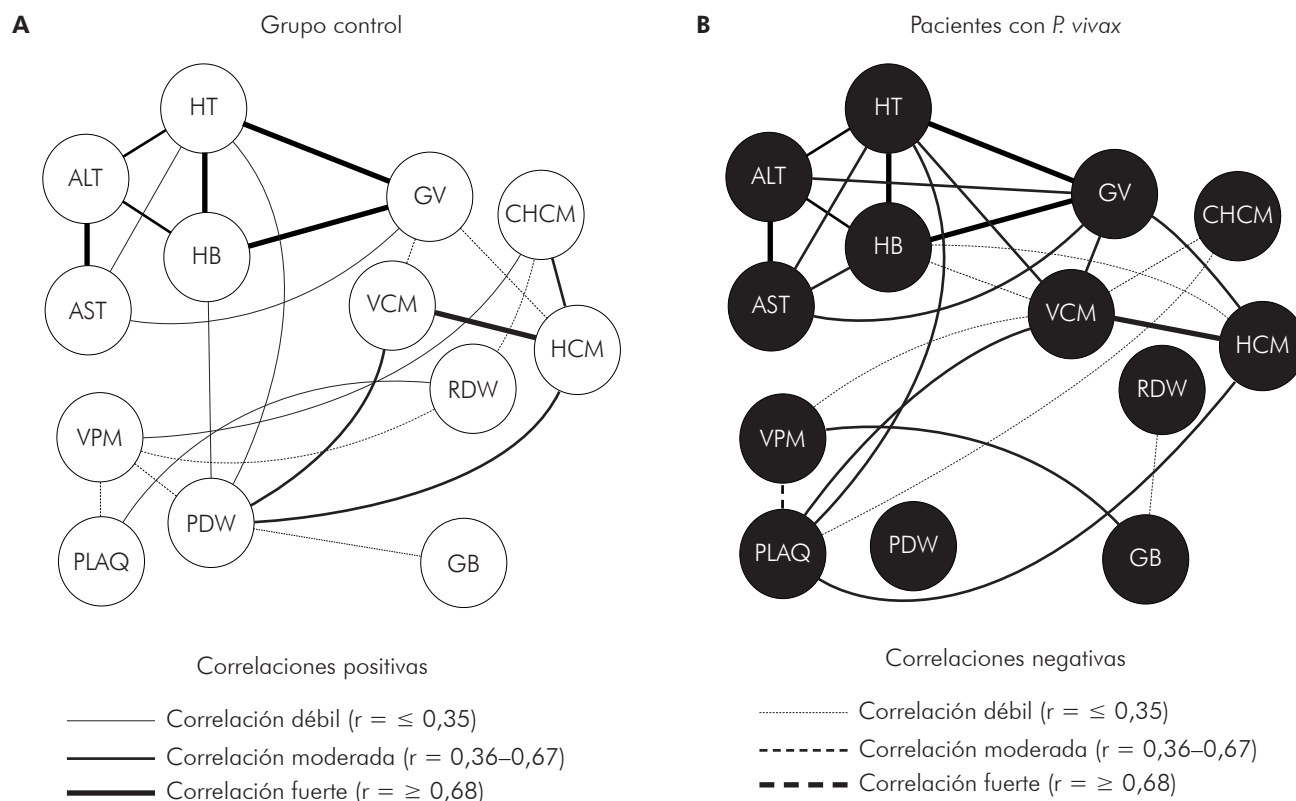 A Grupo control
HT
ALT
GV
CHCM
HB
AST
VCM
HCM
RDW
VPM
PDW
PLAQ
GB
Correlaciones positivas
Correlación débil (r = ≤ 0,35)
Correlación moderada (r = 0,36–0,67)
Correlación fuerte (r = ≥ 0,68)
B Pacientes con P. vivax
HT
ALT
GV
CHCM
HB
AST
VCM
HCM
RDW
VPM
PLAQ
PDW
GB
Correlaciones negativas
Correlación débil (r = ≤ 0,35)
Correlación moderada (r = 0,36–0,67)
Correlación fuerte (r = ≥ 0,68)